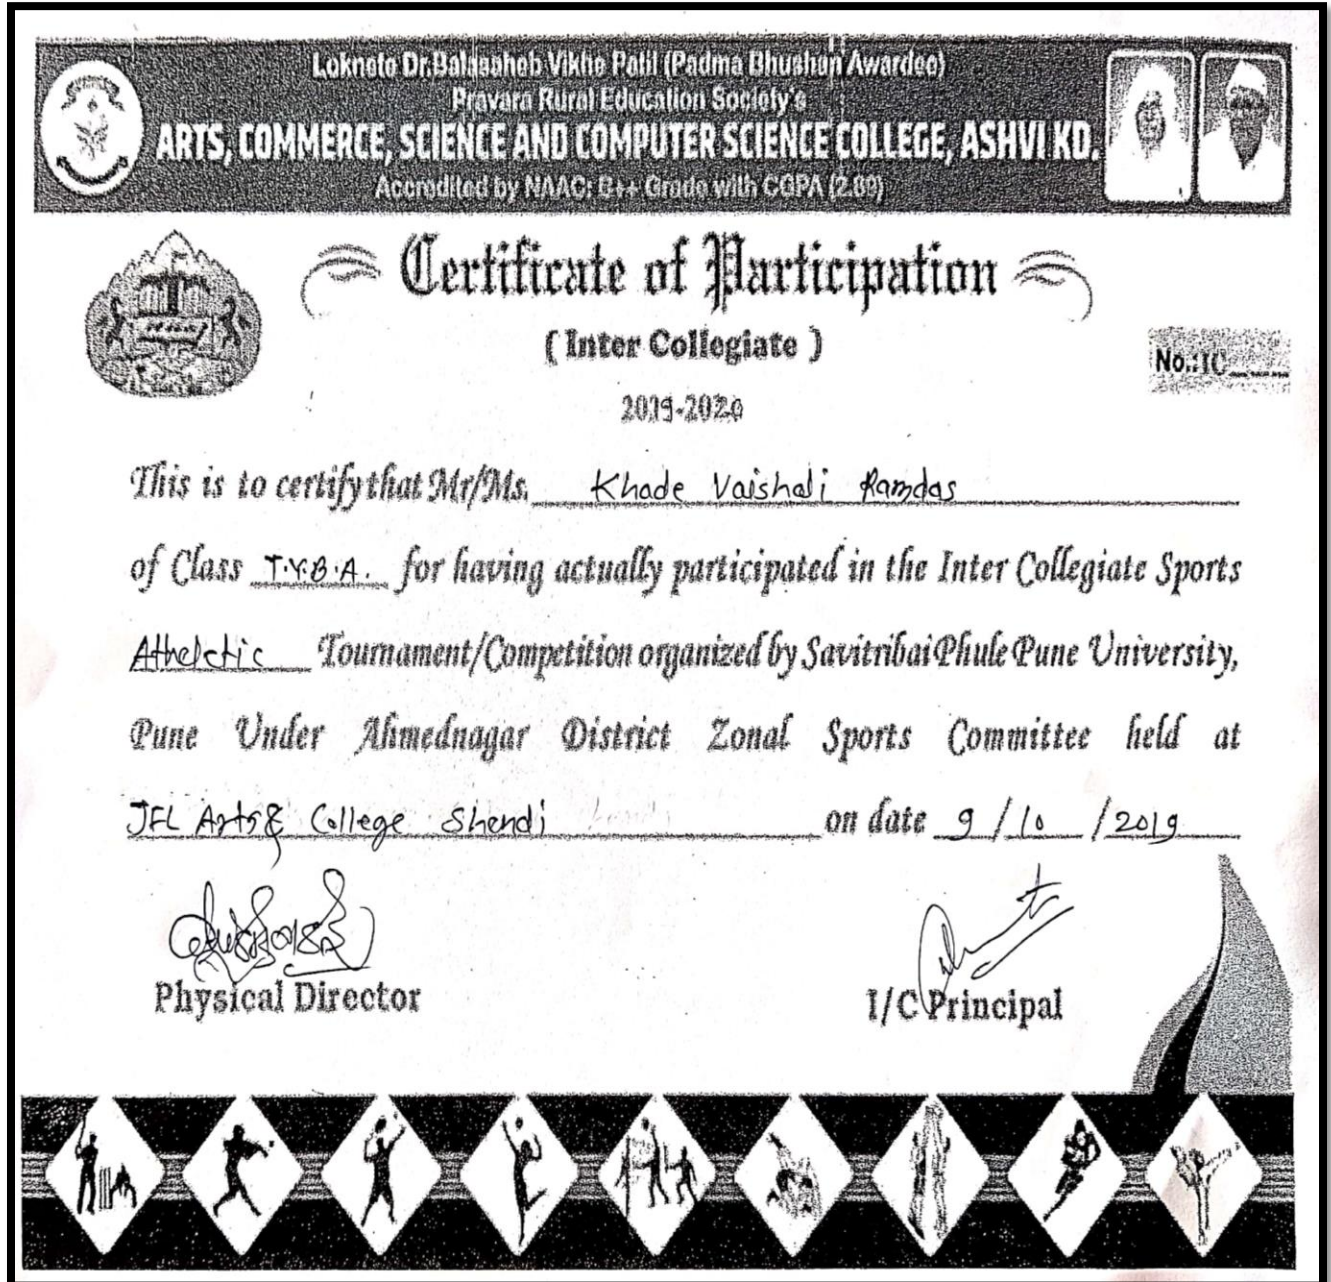 Loknete Dr.Balasaheb Vikhe Patil (Padma Bhushan Awardee)
Pravara Rural Education Society's
ARTS, COMMERCE, SCIENCE AND COMPUTER SCIENCE COLLEGE, ASHVI KD.
Accredited by NAAC: B++ Grade with CGPA (2.89)
Certificate of Participation
( Inter Collegiate )
No.:IC____
2019-2020
This is to certify that Mr/Ms. Khade Vaishali Ramdas
of Class T.Y.B.A. for having actually participated in the Inter Collegiate Sports
Atheletic Tournament/Competition organized by Savitribai Phule Pune University,
Pune Under Ahmednagar District Zonal Sports Committee held at
JFL Arts & College Shendi on date 9 / 10 / 2019
Physical Director
I/C Principal